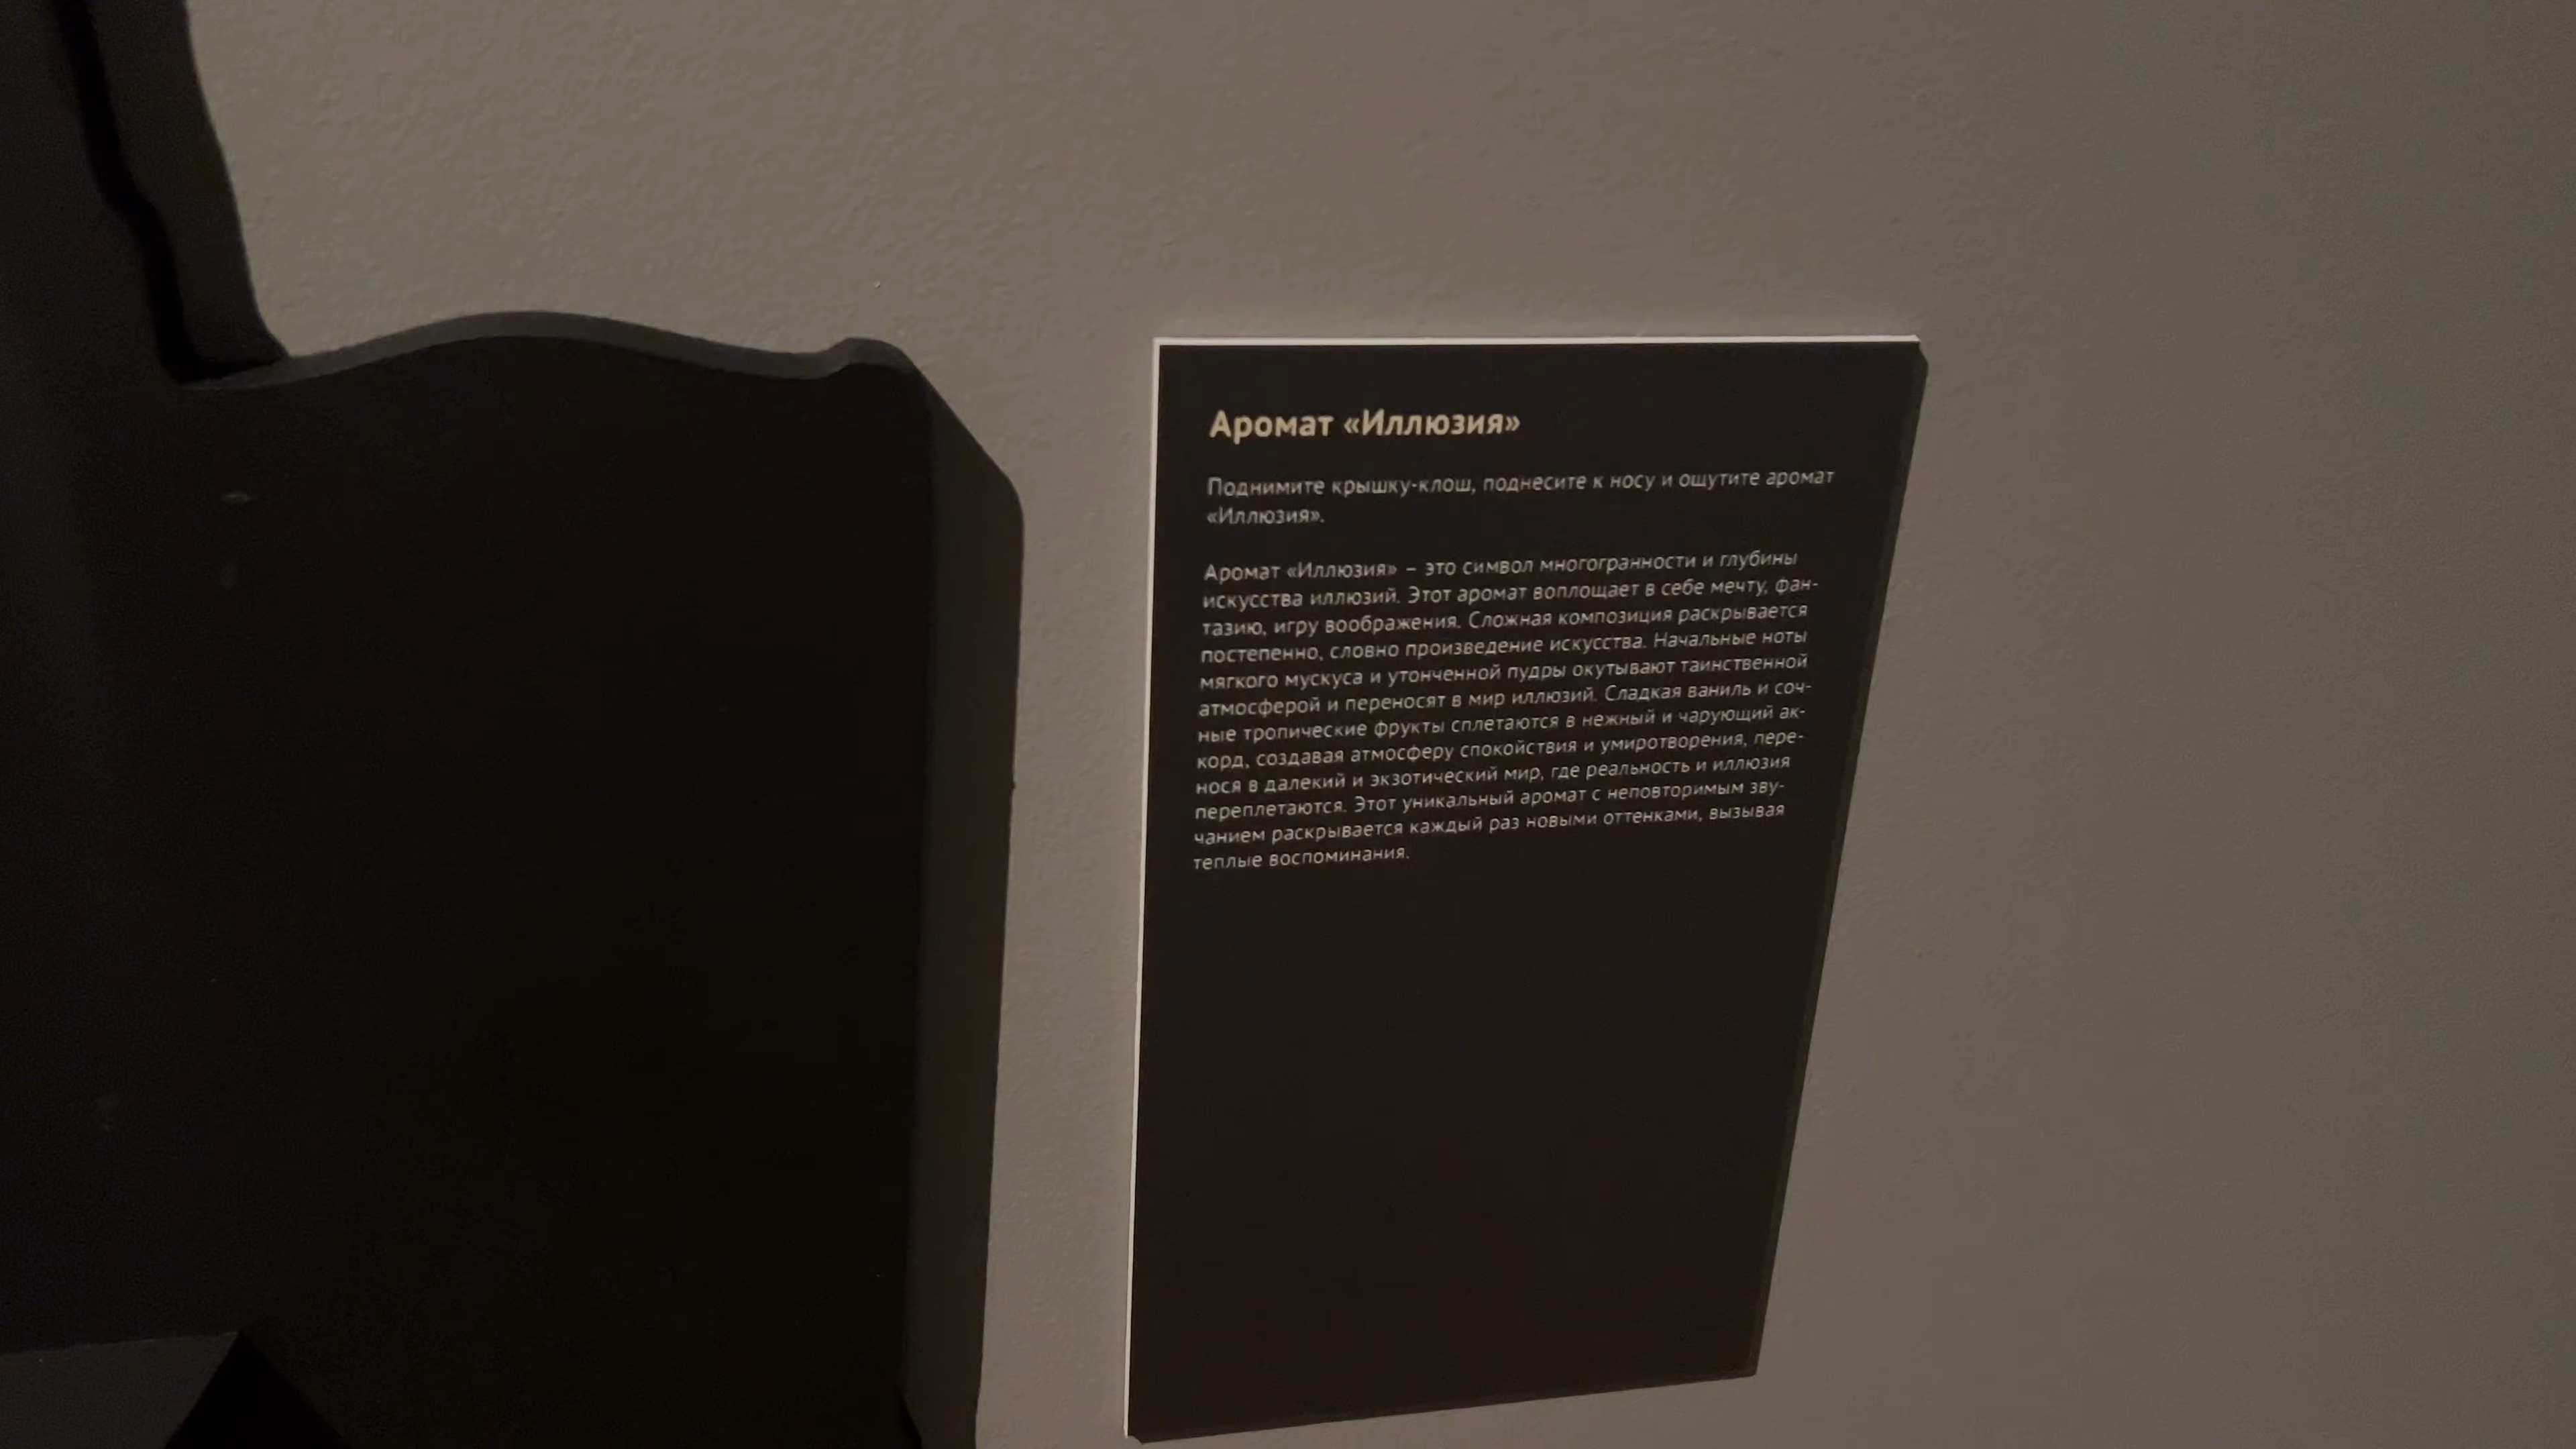 Аромат «Иллюзия»
Поднимите крышку-клош, поднесите к носу и ощутите аромат
«Иллюзия».
Аромат «Иллюзия» – это символ многогранности и глубины
искусства иллюзий. Этот аромат воплощает в себе мечту, фан-
тазию, игру воображения. Сложная композиция раскрывается
постепенно, словно произведение искусства. Начальные ноты
мягкого мускуса и утонченной пудры окутывают таинственной
атмосферой и переносят в мир иллюзий. Сладкая ваниль и соч-
ные тропические фрукты сплетаются в нежный и чарующий ак-
корд, создавая атмосферу спокойствия и умиротворения, пере-
нося в далекий и экзотический мир, где реальность и иллюзия
переплетаются. Этот уникальный аромат с неповторимым зву-
чанием раскрывается каждый раз новыми оттенками, вызывая
теплые воспоминания.